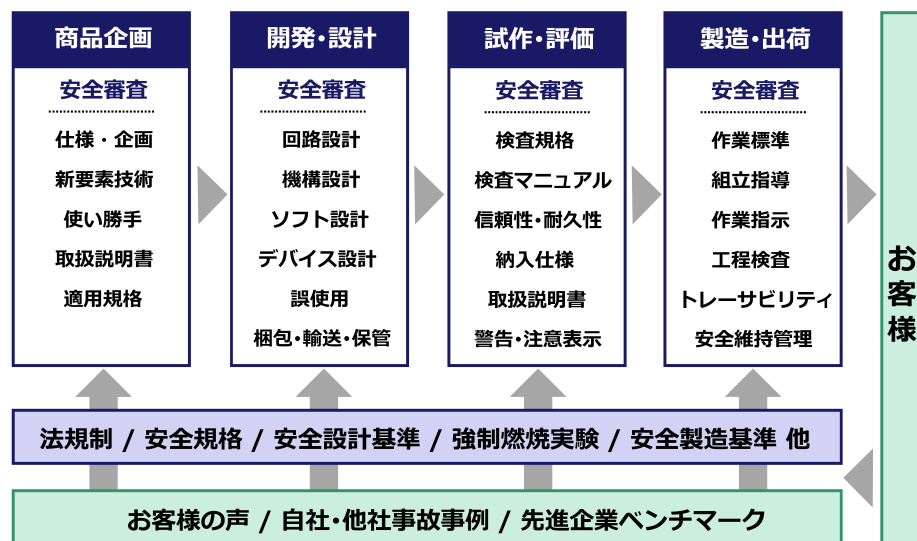 商品企画
安全審査
仕様・企画
新要素技術
使い勝手
取扱説明書
適用規格
開発・設計
安全審査
回路設計
機構設計
ソフト設計
デバイス設計
誤使用
梱包・輸送・保管
試作・評価
安全審査
検査規格
検査マニュアル
信頼性・耐久性
納入仕様
取扱説明書
警告・注意表示
製造・出荷
安全審査
作業標準
組立指導
作業指示
工程検査
トレーサビリティ
安全維持管理
お客様
法規制 / 安全規格 / 安全設計基準 / 強制燃焼実験 / 安全製造基準 他
お客様の声 / 自社・他社事故事例 / 先進企業ベンチマーク